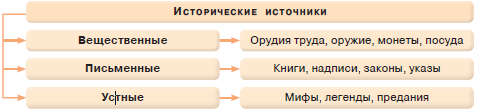 Исторические источники
Вещественные
Орудия труда, оружие, монеты, посуда
Письменные
Книги, надписи, законы, указы
Устные
Мифы, легенды, предания